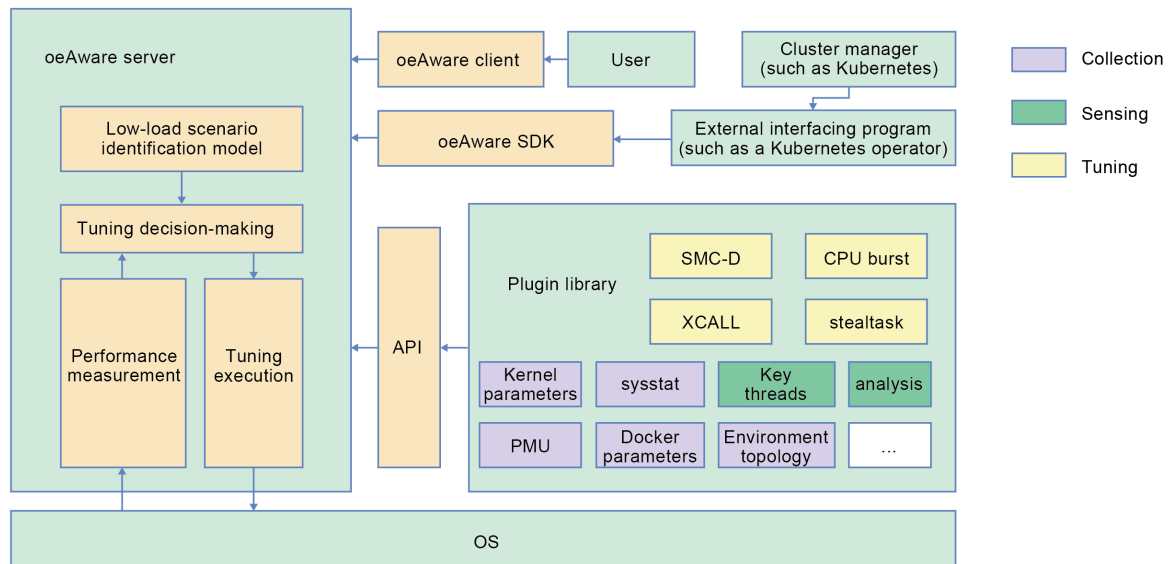 oeAware server
Low-load scenario
identification model
Tuning decision-making
Performance
measurement
Tuning
execution
oeAware client
User
Cluster manager
(such as Kubernetes)
oeAware SDK
External interfacing program
(such as a Kubernetes operator)
API
Plugin library
SMC-D
CPU burst
XCALL
stealtask
Kernel
parameters
sysstat
Key
threads
analysis
PMU
Docker
parameters
Environment
topology
...
OS
Collection
Sensing
Tuning